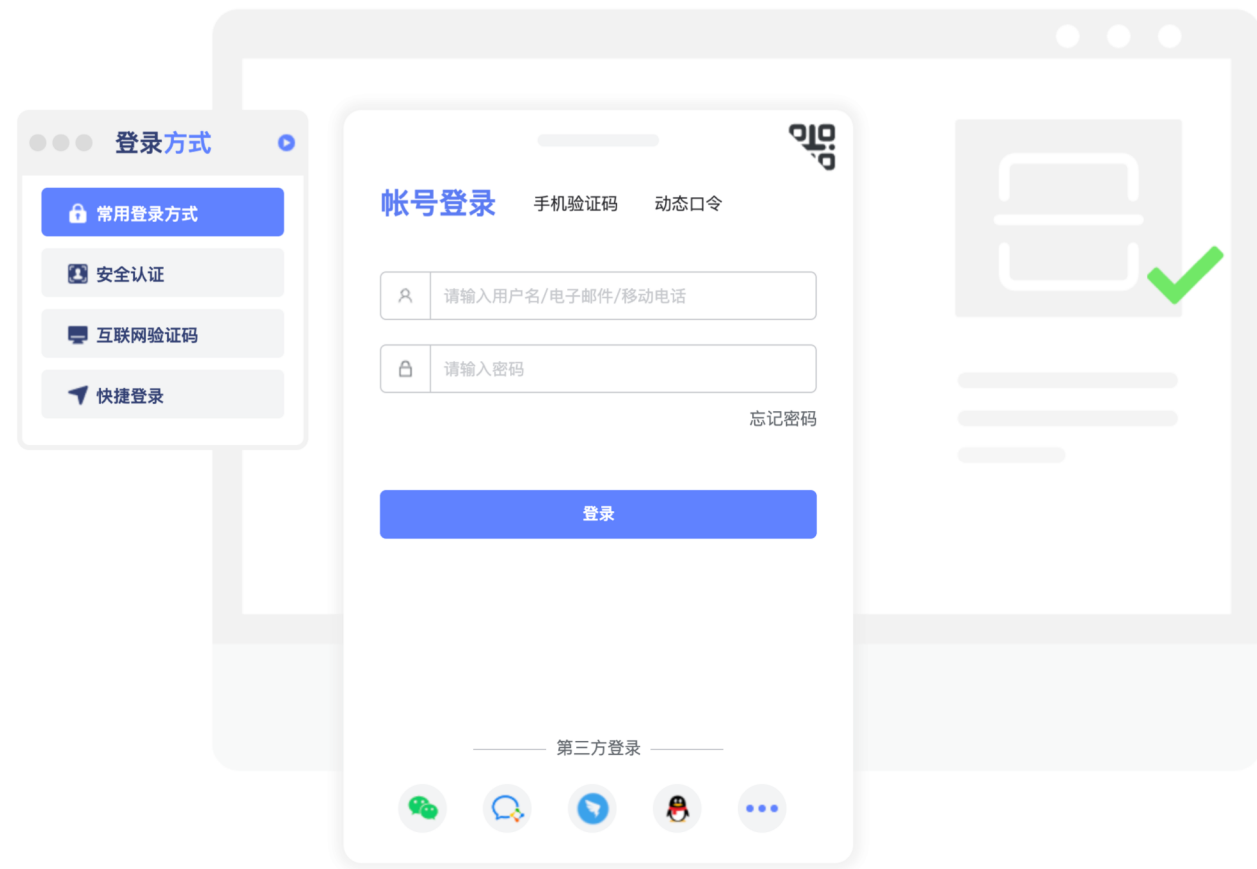 登录方式
常用登录方式
安全认证
互联网验证码
快捷登录
帐号登录 手机验证码 动态口令
请输入用户名/电子邮件/移动电话
请输入密码
忘记密码
登录
第三方登录